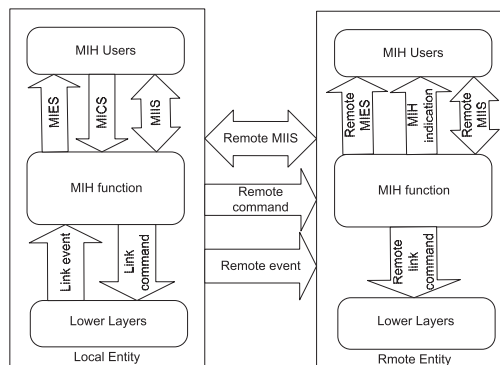 MIH Users
MIES
MICS
MIIS
MIH function
Link event
Link
command
Lower Layers
Local Entity
Remote MIIS
Remote
command
Remote event
MIH Users
Remote
MIES
MIH
indication
Remote
MIIS
MIH function
Remote
link
command
Lower Layers
Rmote Entity